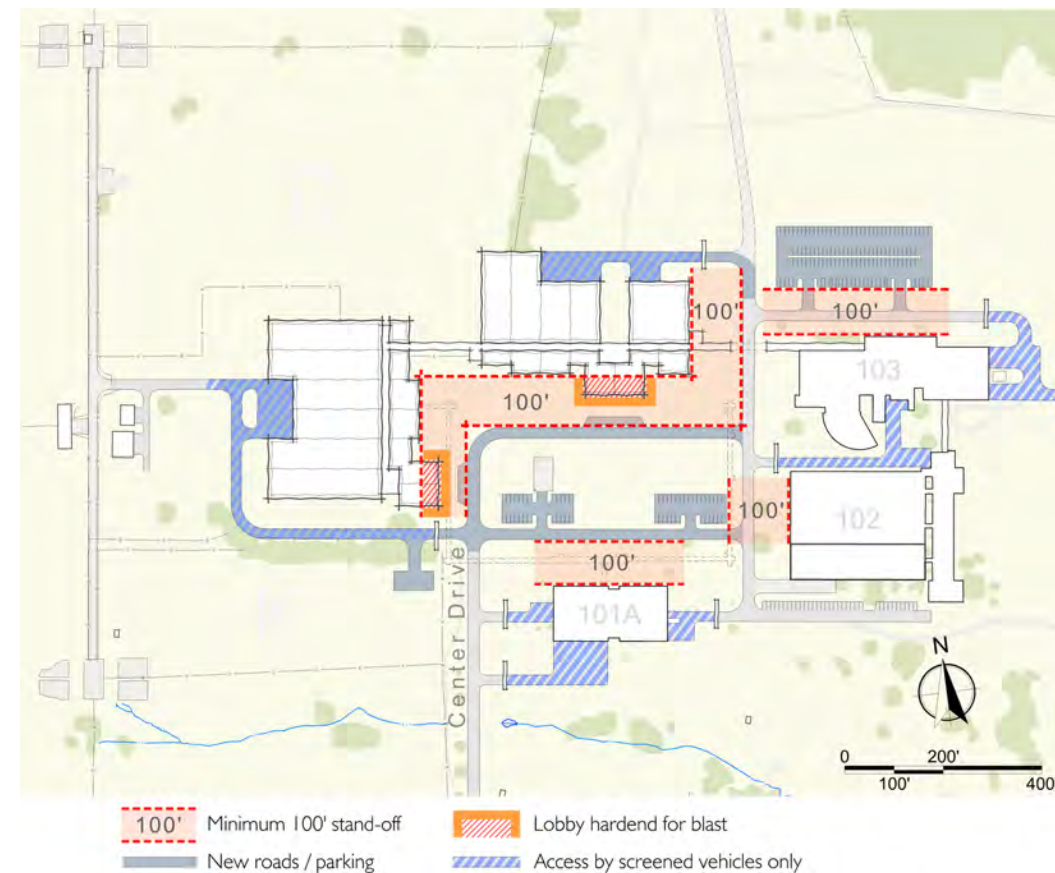 100'
100'
103
100'
100'
102
101A
100'
Center Drive
N
0 200'
100' 400
100' Minimum 100' stand-off
Lobby hardend for blast
New roads / parking
Access by screened vehicles only